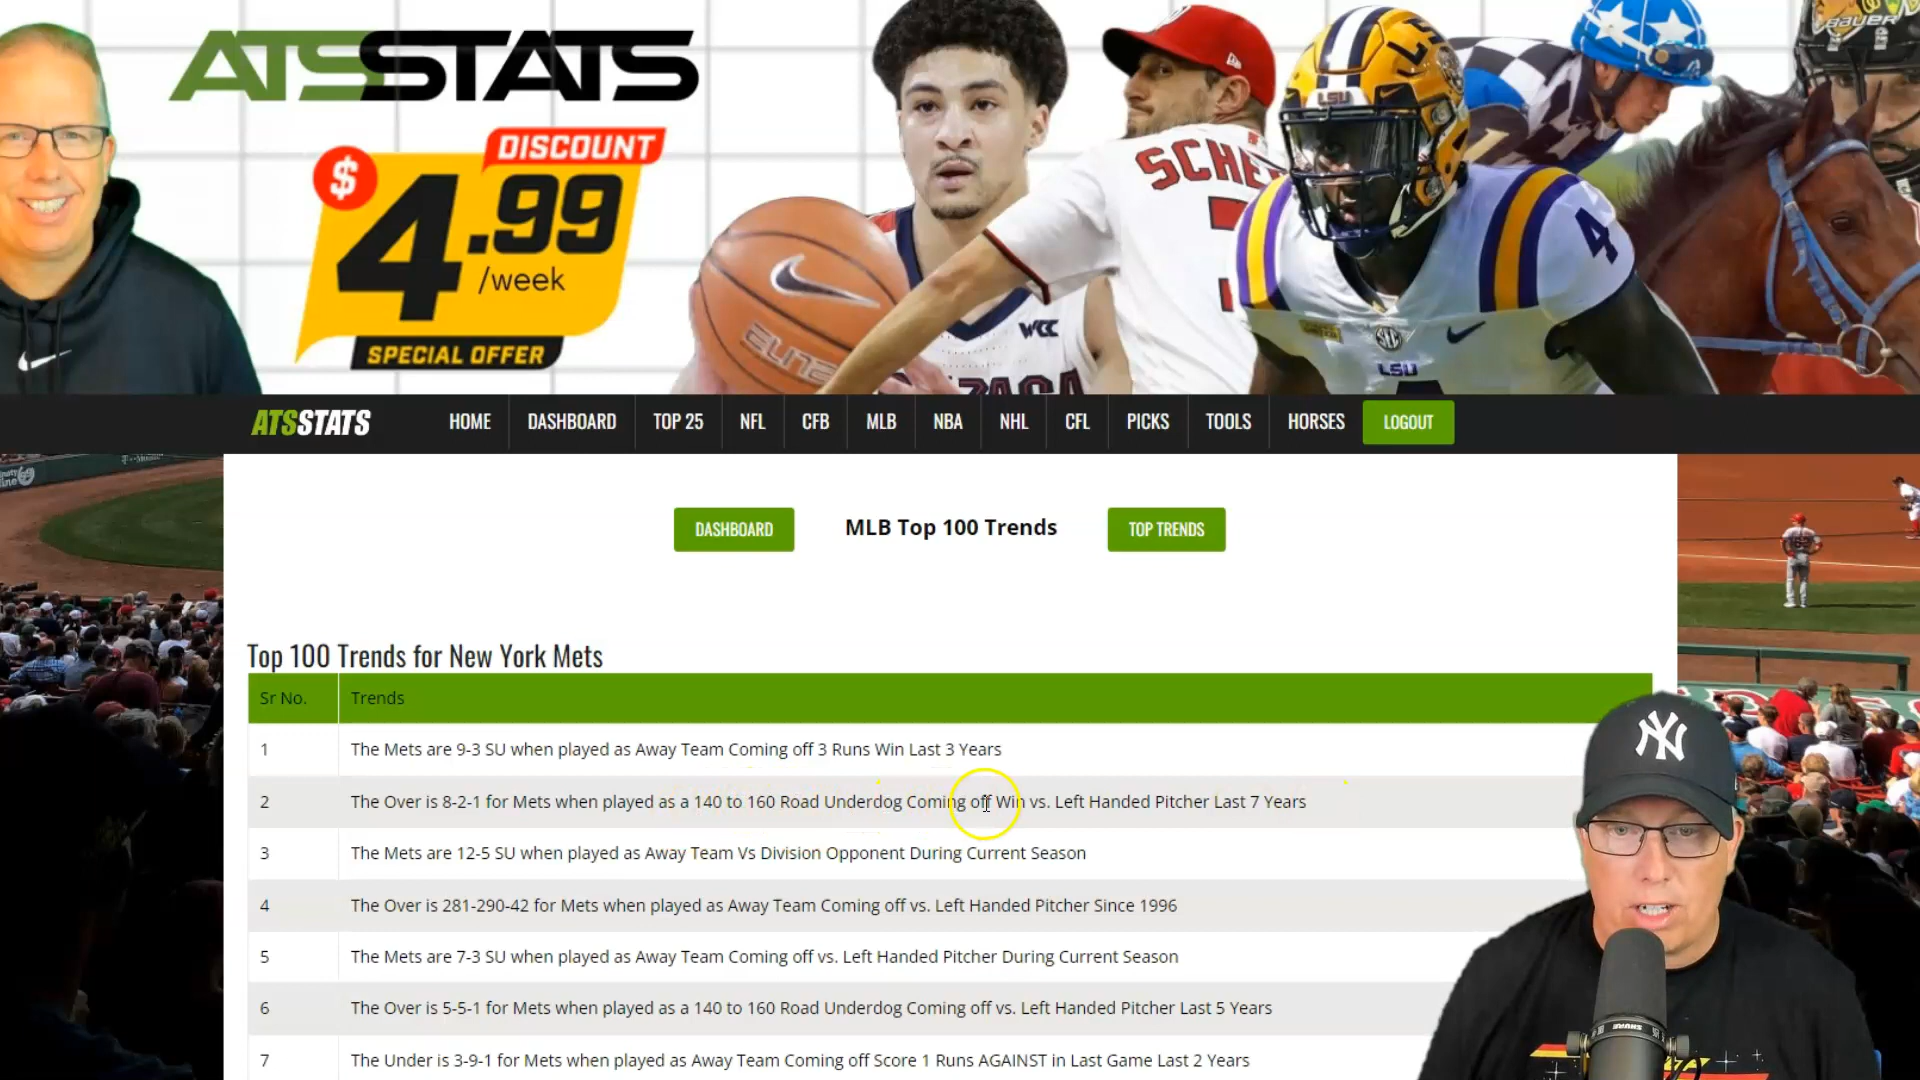 ATSSTATS
DISCOUNT
$
4.99
/week
SPECIAL OFFER
WCC
ELITE
SCHE
LSU
4
SEC
LSU
BAUER
ATSSTATS
HOME
DASHBOARD
TOP 25
NFL
CFB
MLB
NBA
NHL
CFL
PICKS
TOOLS
HORSES
LOGOUT
DASHBOARD
MLB Top 100 Trends
TOP TRENDS
Top 100 Trends for New York Mets
Sr No. Trends
1 The Mets are 9-3 SU when played as Away Team Coming off 3 Runs Win Last 3 Years
2 The Over is 8-2-1 for Mets when played as a 140 to 160 Road Underdog Coming off Win vs. Left Handed Pitcher Last 7 Years
3 The Mets are 12-5 SU when played as Away Team Vs Division Opponent During Current Season
4 The Over is 281-290-42 for Mets when played as Away Team Coming off vs. Left Handed Pitcher Since 1996
5 The Mets are 7-3 SU when played as Away Team Coming off vs. Left Handed Pitcher During Current Season
6 The Over is 5-5-1 for Mets when played as a 140 to 160 Road Underdog Coming off vs. Left Handed Pitcher Last 5 Years
7 The Under is 3-9-1 for Mets when played as Away Team Coming off Score 1 Runs AGAINST in Last Game Last 2 Years
NY
SHURE